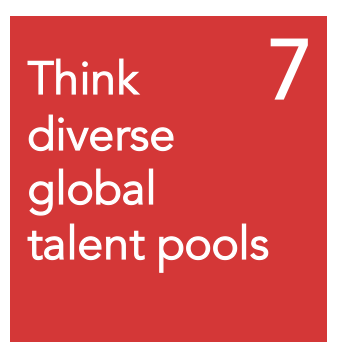 7
Think
diverse
global
talent pools